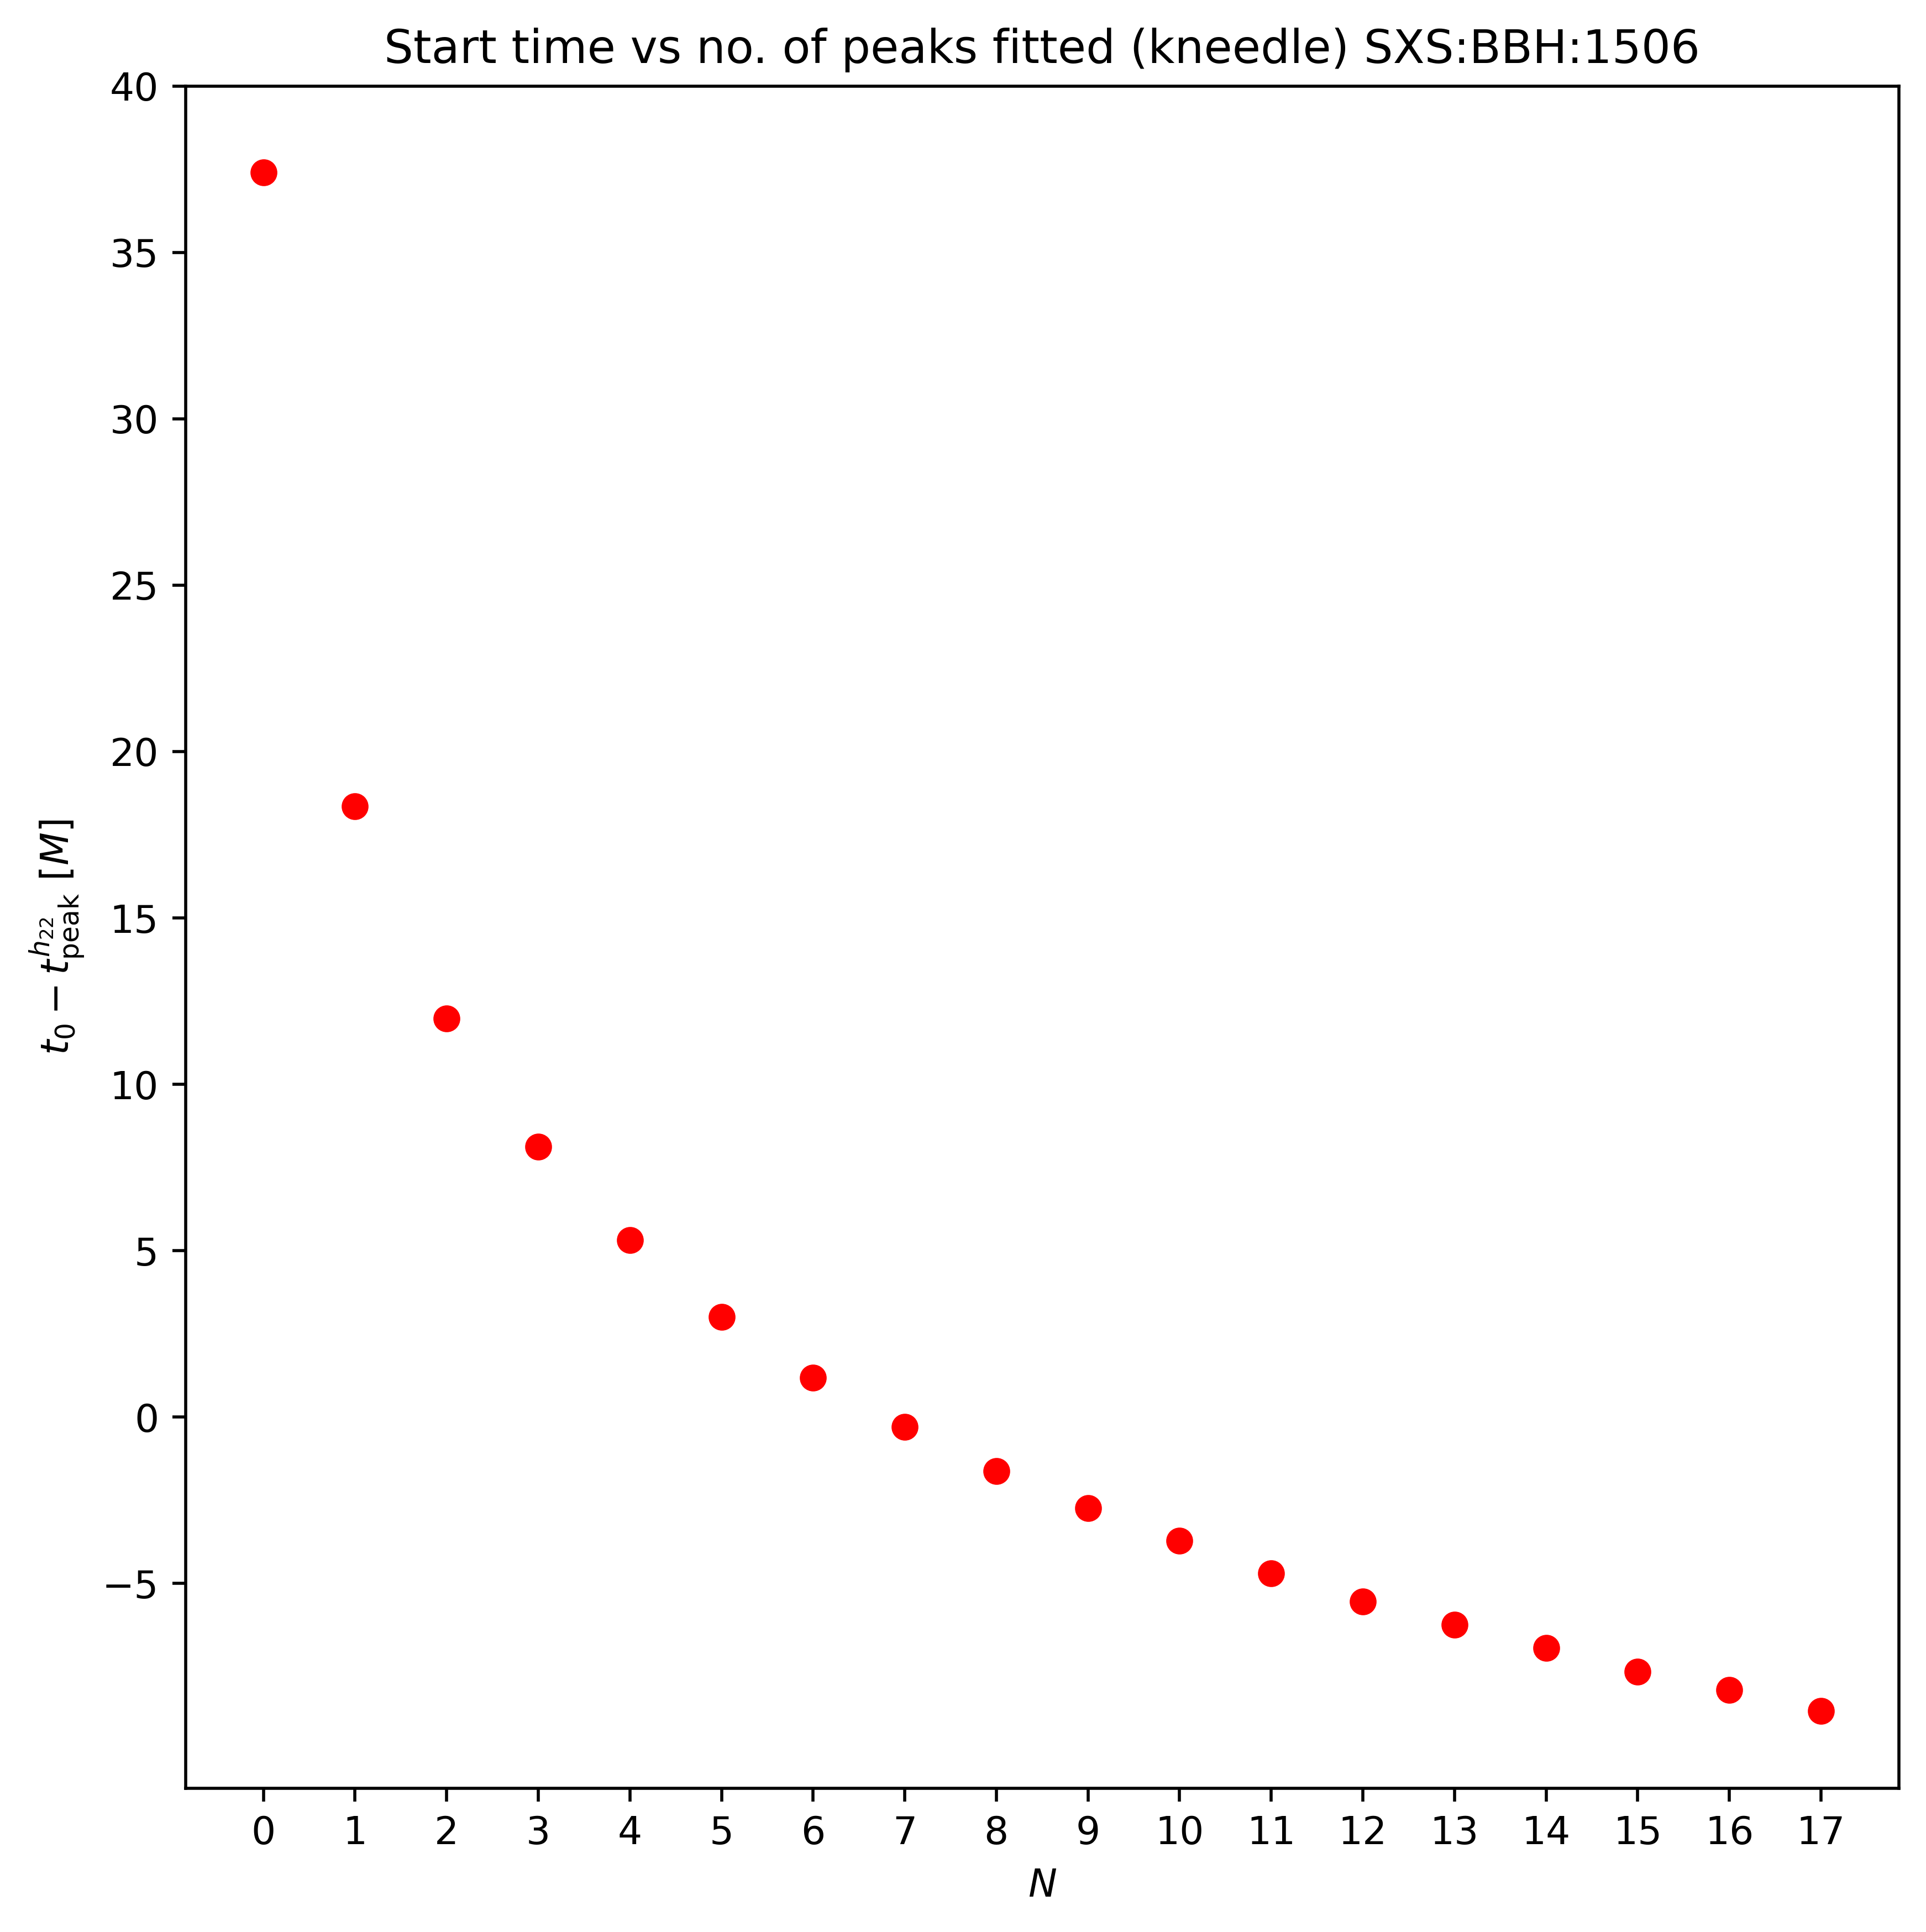 Start time vs no. of peaks fitted (kneedle) SXS:BBH:1506
40
35
30
25
20
15
10
5
0
−5
t₀ − t_peak^{h₂₂} [M]
0 1 2 3 4 5 6 7 8 9 10 11 12 13 14 15 16 17
N